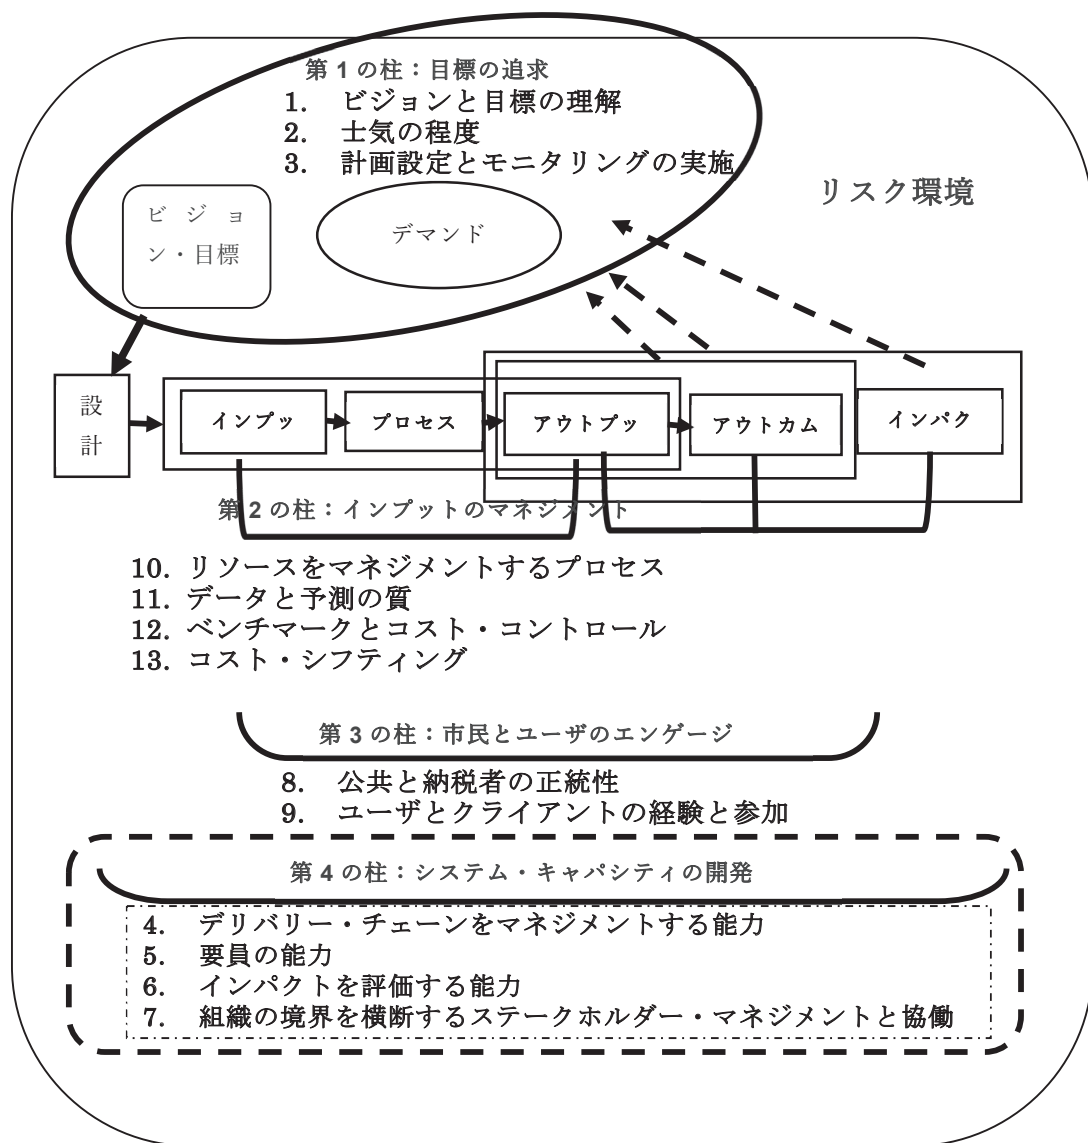 第 1 の柱：目標の追求
1. ビジョンと目標の理解
2. 士気の程度
3. 計画設定とモニタリングの実施
リスク環境
ビジョ
ン・目標
デマンド
設
計
インプッ
プロセス
アウトプッ
アウトカム
インパク
第 2 の柱：インプットのマネジメント
10. リソースをマネジメントするプロセス
11. データと予測の質
12. ベンチマークとコスト・コントロール
13. コスト・シフティング
第 3 の柱：市民とユーザのエンゲージ
8. 公共と納税者の正統性
9. ユーザとクライアントの経験と参加
第 4 の柱：システム・キャパシティの開発
4. デリバリー・チェーンをマネジメントする能力
5. 要員の能力
6. インパクトを評価する能力
7. 組織の境界を横断するステークホルダー・マネジメントと協働